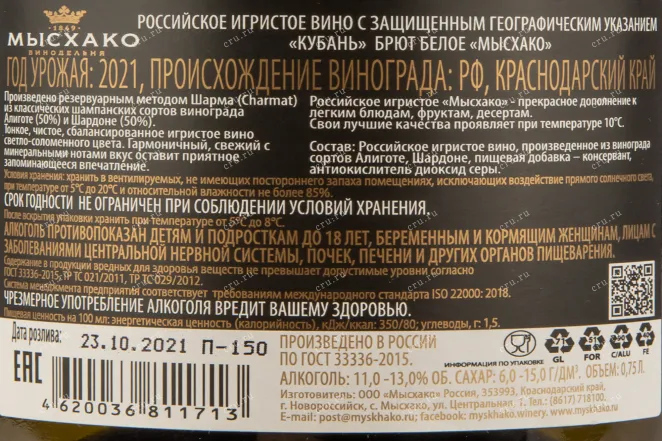 1869
МЫСХАКО
ВИНОДЕЛЬНЯ
РОССИЙСКОЕ ИГРИСТОЕ ВИНО С ЗАЩИЩЕННЫМ ГЕОГРАФИЧЕСКИМ УКАЗАНИЕМ
«КУБАНЬ» БРЮТ БЕЛОЕ «МЫСХАКО»
ГОД УРОЖАЯ: 2021, ПРОИСХОЖДЕНИЕ ВИНОГРАДА: РФ, КРАСНОДАРСКИЙ КРАЙ
Произведено резервуарным методом Шарма (Charmat)
из классических шампанских сортов винограда
Алиготе (50%) и Шардоне (50%).
Тонкое, чистое, сбалансированное игристое вино
светло-соломенного цвета. Гармоничный, свежий с
минеральными нотами вкус оставит приятное
запоминающееся впечатление.
Российское игристое «Мысхако» - прекрасное дополнение к
легким блюдам, фруктам, десертам.
Свои лучшие качества проявляет при температуре 10°С.
Состав: Российское игристое вино, произведенное из винограда
сортов Алиготе, Шардоне, пищевая добавка – консервант,
антиокислитель диоксид серы.
Условия хранения: хранить в вентилируемых, не имеющих постороннего запаха помещениях, исключающих воздействие прямого солнечного света,
при температуре от 5°С до 20°С и относительной влажности не более 85%.
СРОК ГОДНОСТИ НЕ ОГРАНИЧЕН ПРИ СОБЛЮДЕНИИ УСЛОВИЙ ХРАНЕНИЯ.
После вскрытия упаковки хранить при температуре от 5°С до 8°С.
АЛКОГОЛЬ ПРОТИВОПОКАЗАН ДЕТЯМ И ПОДРОСТКАМ ДО 18 ЛЕТ, БЕРЕМЕННЫМ И КОРМЯЩИМ ЖЕНЩИНАМ, ЛИЦАМ С
ЗАБОЛЕВАНИЯМИ ЦЕНТРАЛЬНОЙ НЕРВНОЙ СИСТЕМЫ, ПОЧЕК, ПЕЧЕНИ И ДРУГИХ ОРГАНОВ ПИЩЕВАРЕНИЯ.
Содержание в продукции вредных для здоровья веществ не превышает допустимые уровни согласно
ГОСТ 33336-2015, ТР ТС 021/2011, ТР ТС 029/2012.
Система менеджмента предприятия соответствует требованиям международного стандарта ISO 22000: 2018.
ЧРЕЗМЕРНОЕ УПОТРЕБЛЕНИЕ АЛКОГОЛЯ ВРЕДИТ ВАШЕМУ ЗДОРОВЬЮ.
Пищевая ценность на 100 мл: энергетическая ценность (калорийность), кДж/ккал: 350/80; углеводы, г: 1,5.
Дата розлива:
23.10.2021 П-150
EAC
4620036811713
ПРОИЗВЕДЕНО В РОССИИ
ПО ГОСТ 33336-2015.
ИНФОРМАЦИЯ ПО УПАКОВКЕ
71
GL
51
FOR
90
C/ALU
FE
АЛКОГОЛЬ: 11,0 -13,0% ОБ. САХАР: 6,0 -15,0 Г/ДМ³. ОБЪЕМ: 0,75Л.
Изготовитель: ООО «Мысхако» Россия, 353993, Краснодарский край,
г. Новороссийск, с. Мысхако, ул. Центральная, 1. Тел.: (8617) 718100.
E-mail: post@myskhako.ru; facebook: myskhako.winery, www.myskhako.ru